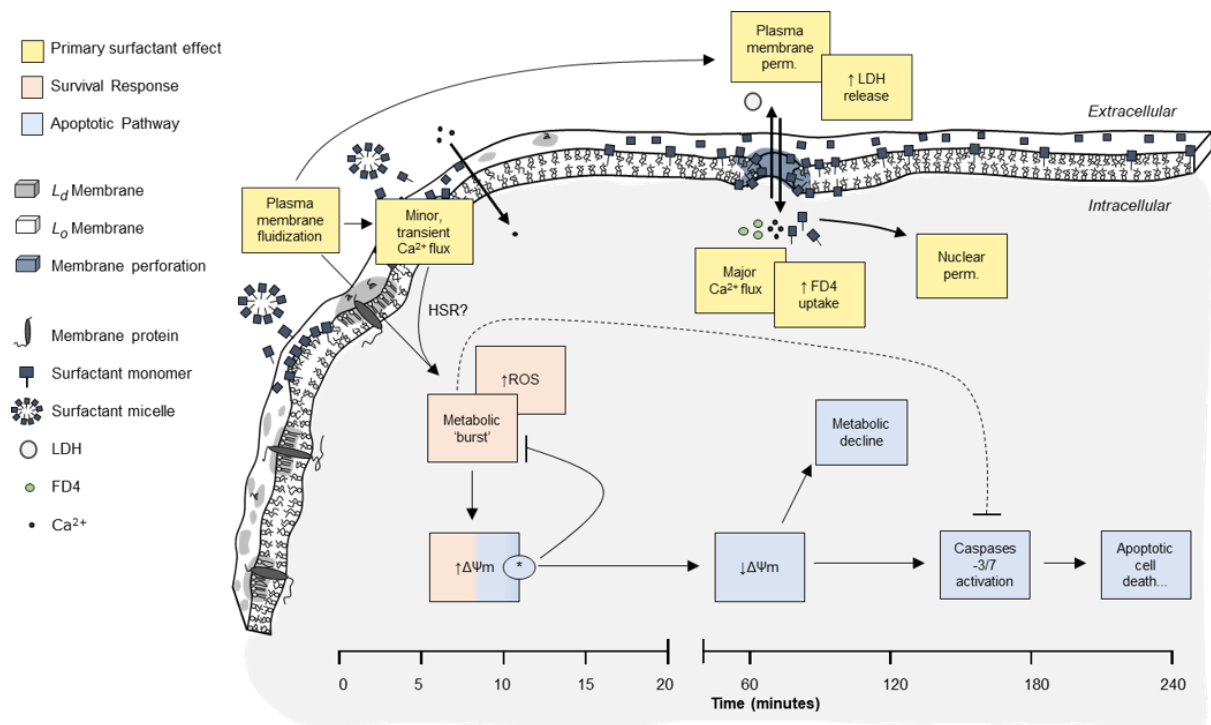 Primary surfactant effect
Survival Response
Apoptotic Pathway
Ld Membrane
Lo Membrane
Membrane perforation
Membrane protein
Surfactant monomer
Surfactant micelle
LDH
FD4
Ca²⁺
Plasma
membrane
fluidization
Minor,
transient
Ca²⁺ flux
Plasma
membrane
perm.
↑ LDH
release
Extracellular
Intracellular
Major
Ca²⁺ flux
↑ FD4
uptake
Nuclear
perm.
HSR?
↑ROS
Metabolic
‘burst’
Metabolic
decline
↑ΔΨm
*
↓ΔΨm
Caspases
-3/7
activation
Apoptotic
cell
death...
0 5 10 15 20 60 120 180 240
Time (minutes)